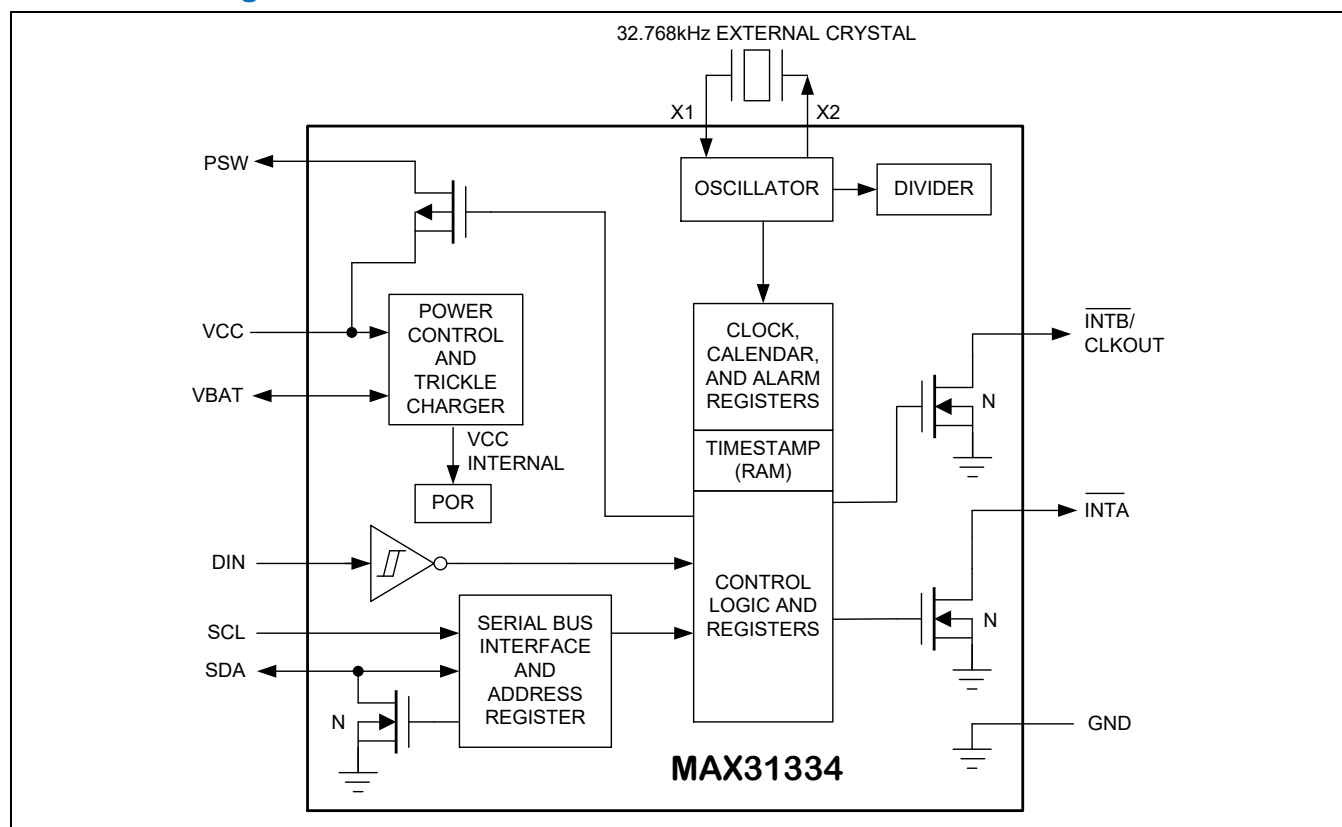 32.768kHz EXTERNAL CRYSTAL
X1
X2
PSW
OSCILLATOR
DIVIDER
VCC
VBAT
POWER
CONTROL
AND
TRICKLE
CHARGER
VCC
INTERNAL
POR
CLOCK,
CALENDAR,
AND ALARM
REGISTERS
TIMESTAMP
(RAM)
CONTROL
LOGIC AND
REGISTERS
INTB/
CLKOUT
N
INTA
N
DIN
SCL
SDA
SERIAL BUS
INTERFACE
AND
ADDRESS
REGISTER
N
GND
MAX31334